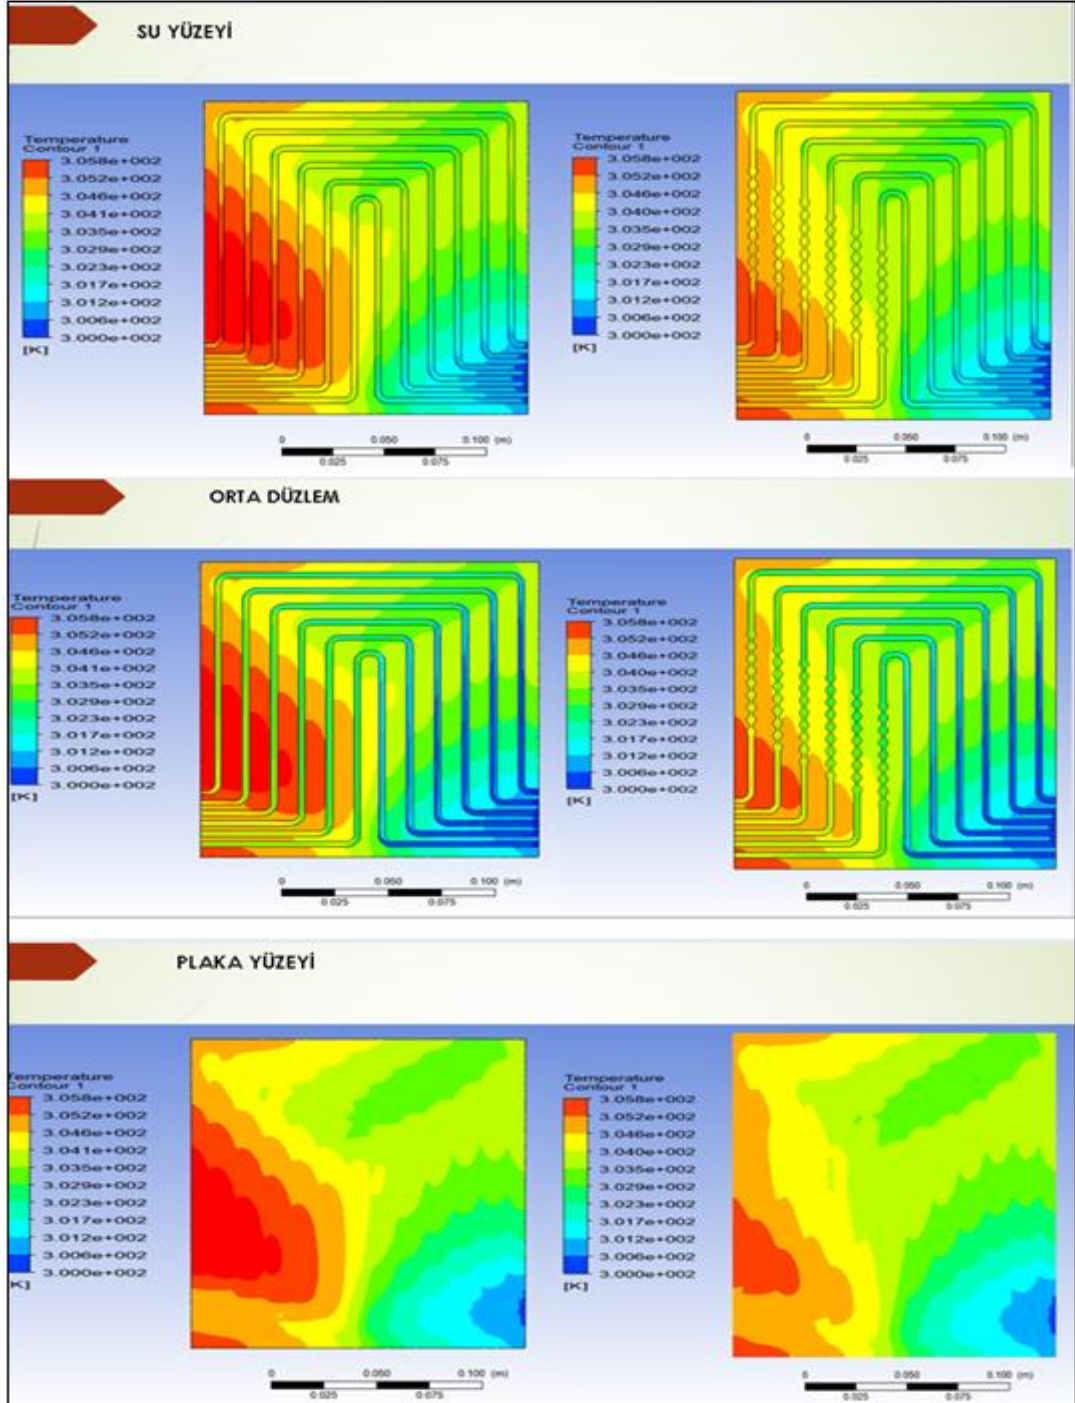 SU YÜZEYİ
Temperature
Contour 1
3.058e+002
3.052e+002
3.046e+002
3.041e+002
3.035e+002
3.029e+002
3.023e+002
3.017e+002
3.012e+002
3.006e+002
3.000e+002
[K]
0 0.050 0.100 (m)
0.025 0.075
Temperature
Contour 1
3.058e+002
3.052e+002
3.046e+002
3.040e+002
3.035e+002
3.029e+002
3.023e+002
3.017e+002
3.012e+002
3.006e+002
3.000e+002
[K]
0 0.050 0.100 (m)
0.025 0.075
ORTA DÜZLEM
Temperature
Contour 1
3.058e+002
3.052e+002
3.046e+002
3.041e+002
3.035e+002
3.029e+002
3.023e+002
3.017e+002
3.012e+002
3.006e+002
3.000e+002
[K]
0 0.050 0.100 (m)
0.025 0.075
Temperature
Contour 1
3.058e+002
3.052e+002
3.046e+002
3.040e+002
3.035e+002
3.029e+002
3.023e+002
3.017e+002
3.012e+002
3.006e+002
3.000e+002
[K]
0 0.050 0.100 (m)
0.025 0.075
PLAKA YÜZEYİ
Temperature
Contour 1
3.058e+002
3.052e+002
3.046e+002
3.041e+002
3.035e+002
3.029e+002
3.023e+002
3.017e+002
3.012e+002
3.006e+002
3.000e+002
[K]
0 0.050 0.100 (m)
0.025 0.075
Temperature
Contour 1
3.058e+002
3.052e+002
3.046e+002
3.040e+002
3.035e+002
3.029e+002
3.023e+002
3.017e+002
3.012e+002
3.006e+002
3.000e+002
[K]
0 0.050 0.100 (m)
0.025 0.075